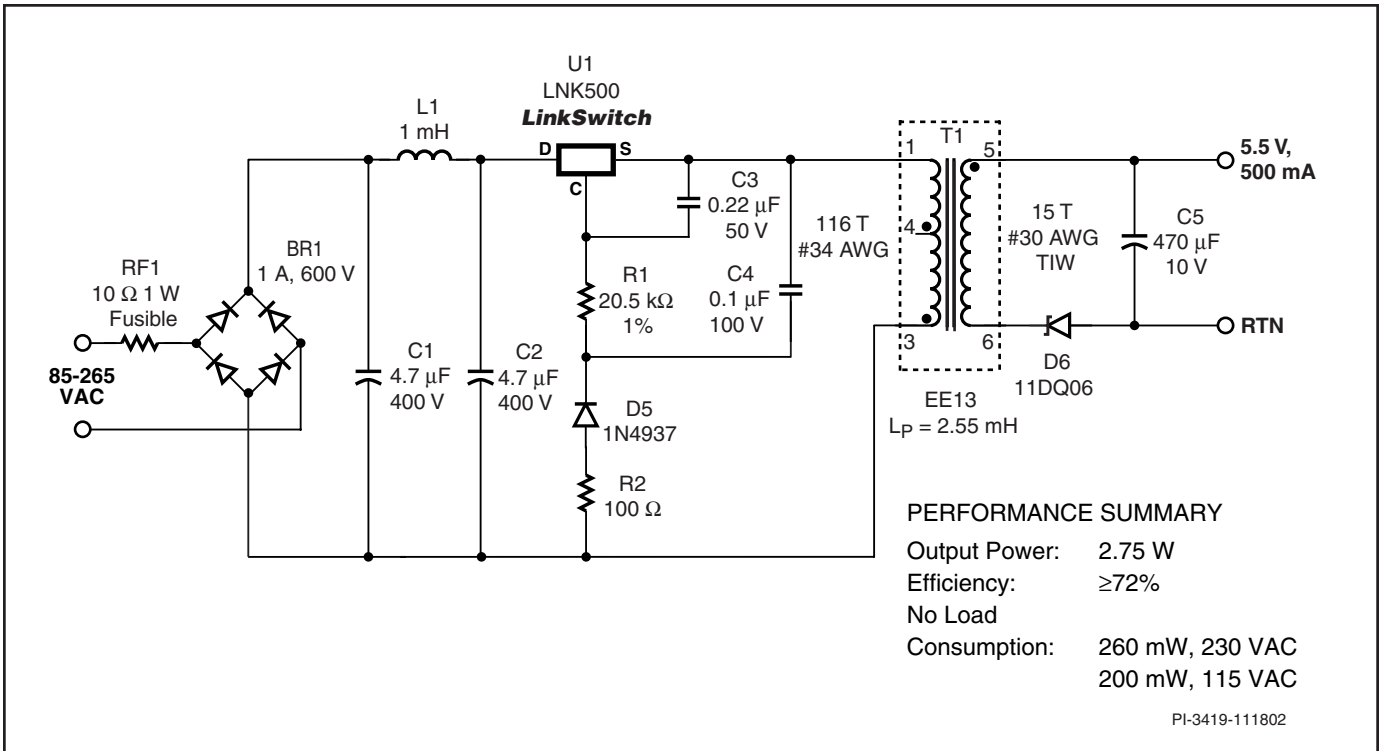 U1
LNK500
LinkSwitch
L1
1 mH
D
S
C
T1
1
5
5.5 V,
500 mA
C3
0.22 µF
50 V
116 T
#34 AWG
4
15 T
#30 AWG
TIW
C5
470 µF
10 V
BR1
1 A, 600 V
RF1
10 Ω 1 W
Fusible
R1
20.5 kΩ
1%
C4
0.1 µF
100 V
RTN
3
6
85-265
VAC
C1
4.7 µF
400 V
C2
4.7 µF
400 V
D6
11DQ06
D5
1N4937
EE13
LP = 2.55 mH
R2
100 Ω
PERFORMANCE SUMMARY
Output Power: 2.75 W
Efficiency: ≥72%
No Load
Consumption: 260 mW, 230 VAC
200 mW, 115 VAC
PI-3419-111802